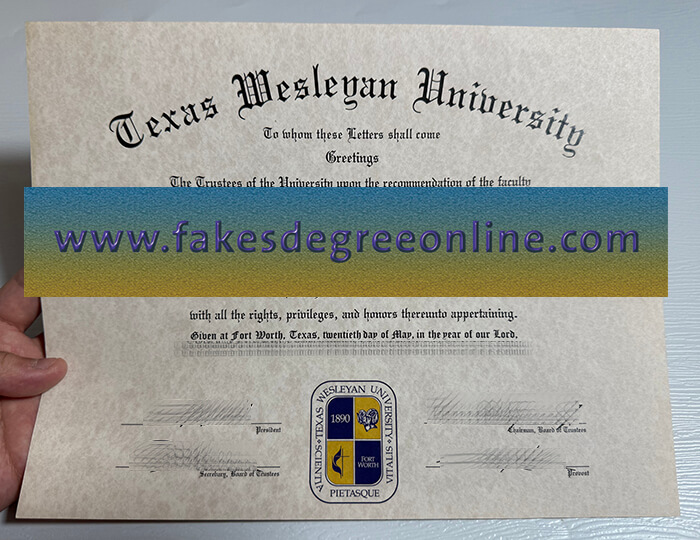 Texas Wesleyan University
To whom these Letters shall come
Greetings
The Trustees of the University upon the recommendation of the faculty
www.fakesdegreeonline.com
with all the rights, privileges, and honors thereunto appertaining.
Given at Fort Worth, Texas, twentieth day of May, in the year of our Lord,
President
Chairman, Board of Trustees
TEXAS WESLEYAN UNIVERSITY
1890
FORT
WORTH
SCIENTIA VITALIS
PIETASQUE
Secretary, Board of Trustees
Provost